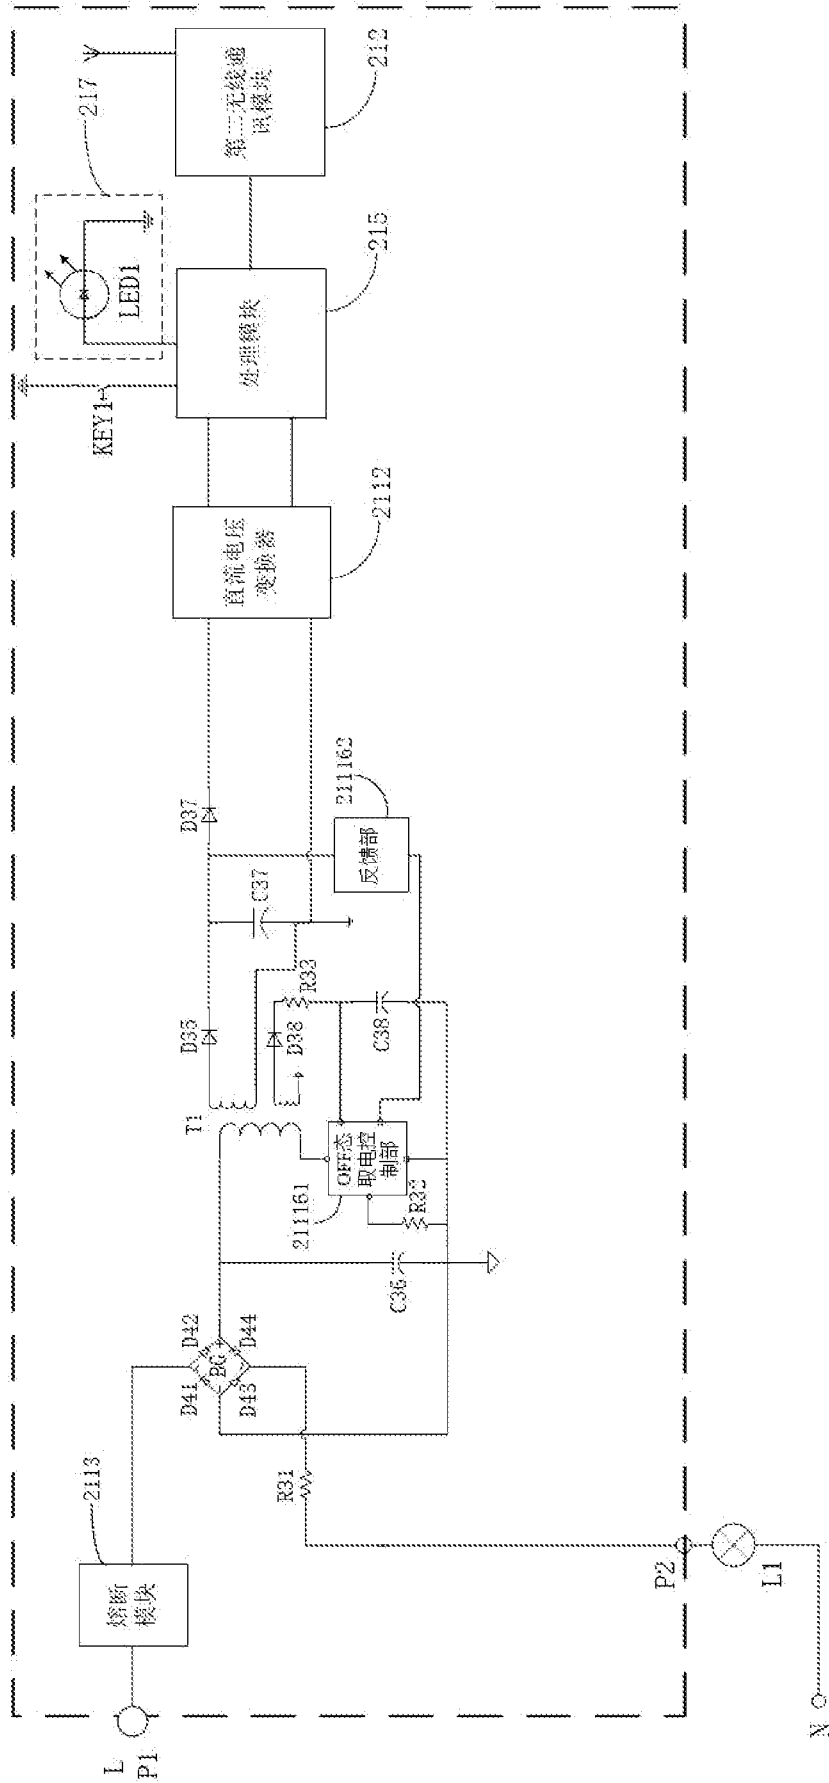 L
P1
熔断
模块
2113
D41
D42
BG
D43
D44
R31
P2
L1
N
C36
T1
211161
OFF态
取电控
制部
R32
D35
D38
R33
C38
C37
D37
反馈部
211162
直流电压
变换器
2112
KEY1
处理模块
215
LED1
217
第二无线通
讯模块
212